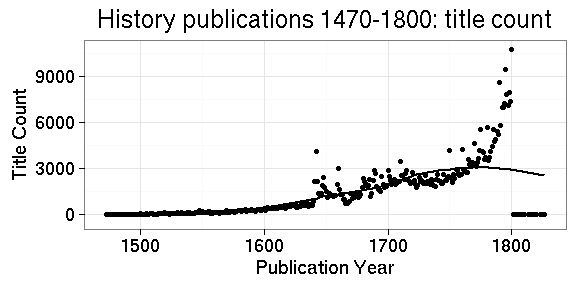 History publications 1470-1800: title count
9000
6000
3000
0
Title Count
1500 1600 1700 1800
Publication Year